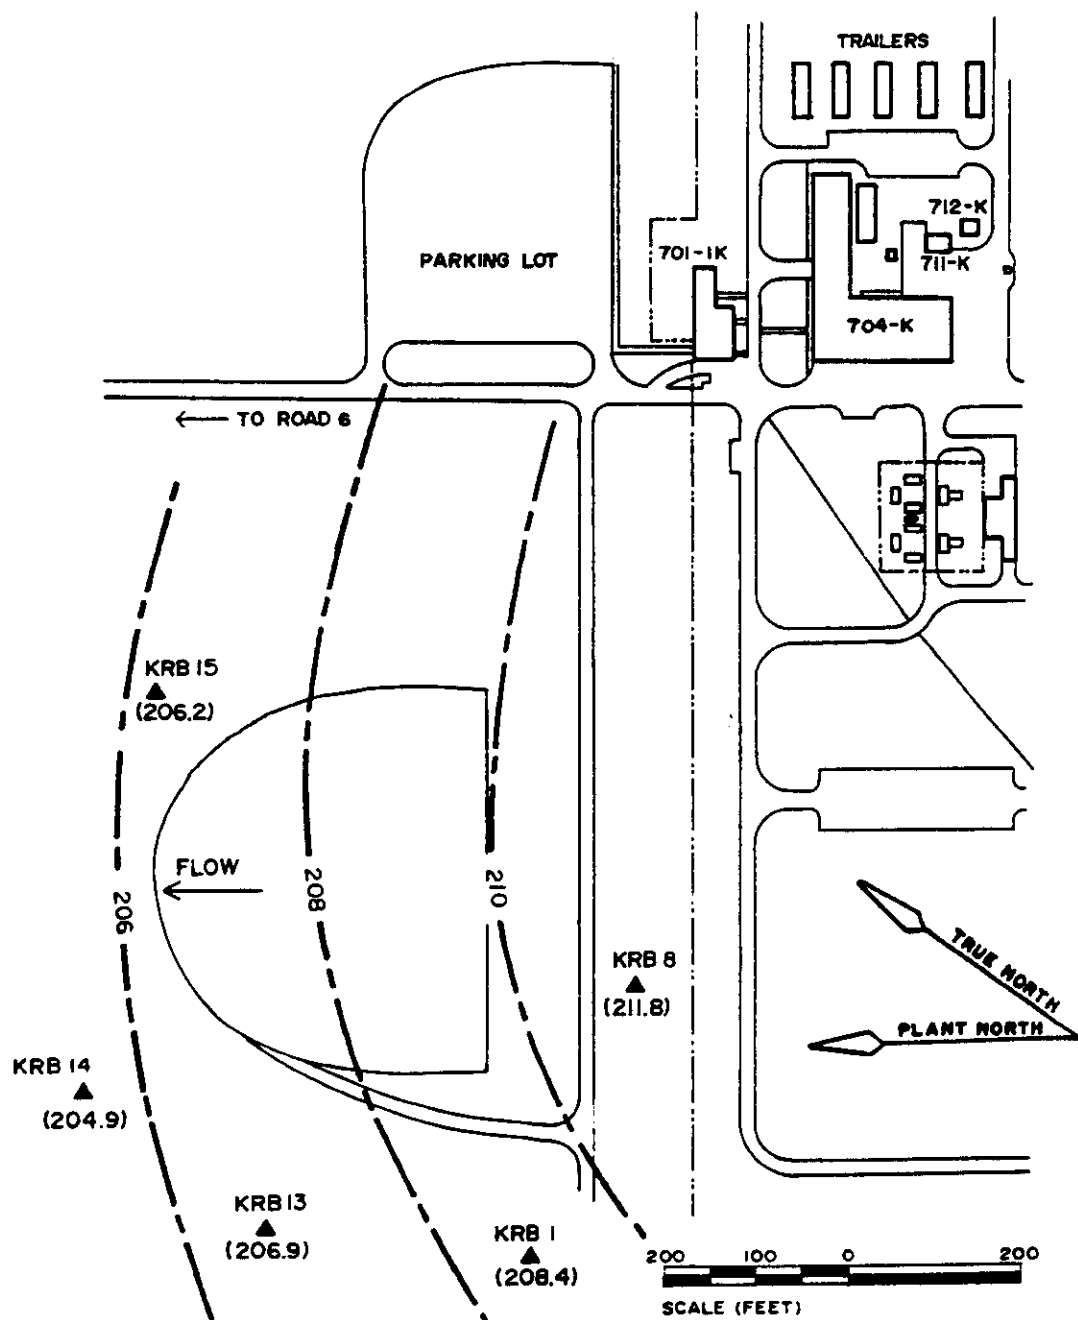 TRAILERS
712-K
PARKING LOT
701-1K
711-K
704-K
← TO ROAD 6
KRB 15
(206.2)
FLOW
206
208
210
TRUE NORTH
KRB 8
(211.8)
PLANT NORTH
KRB 14
(204.9)
KRB 13
(206.9)
KRB 1
(208.4)
200 100 0 200
SCALE (FEET)